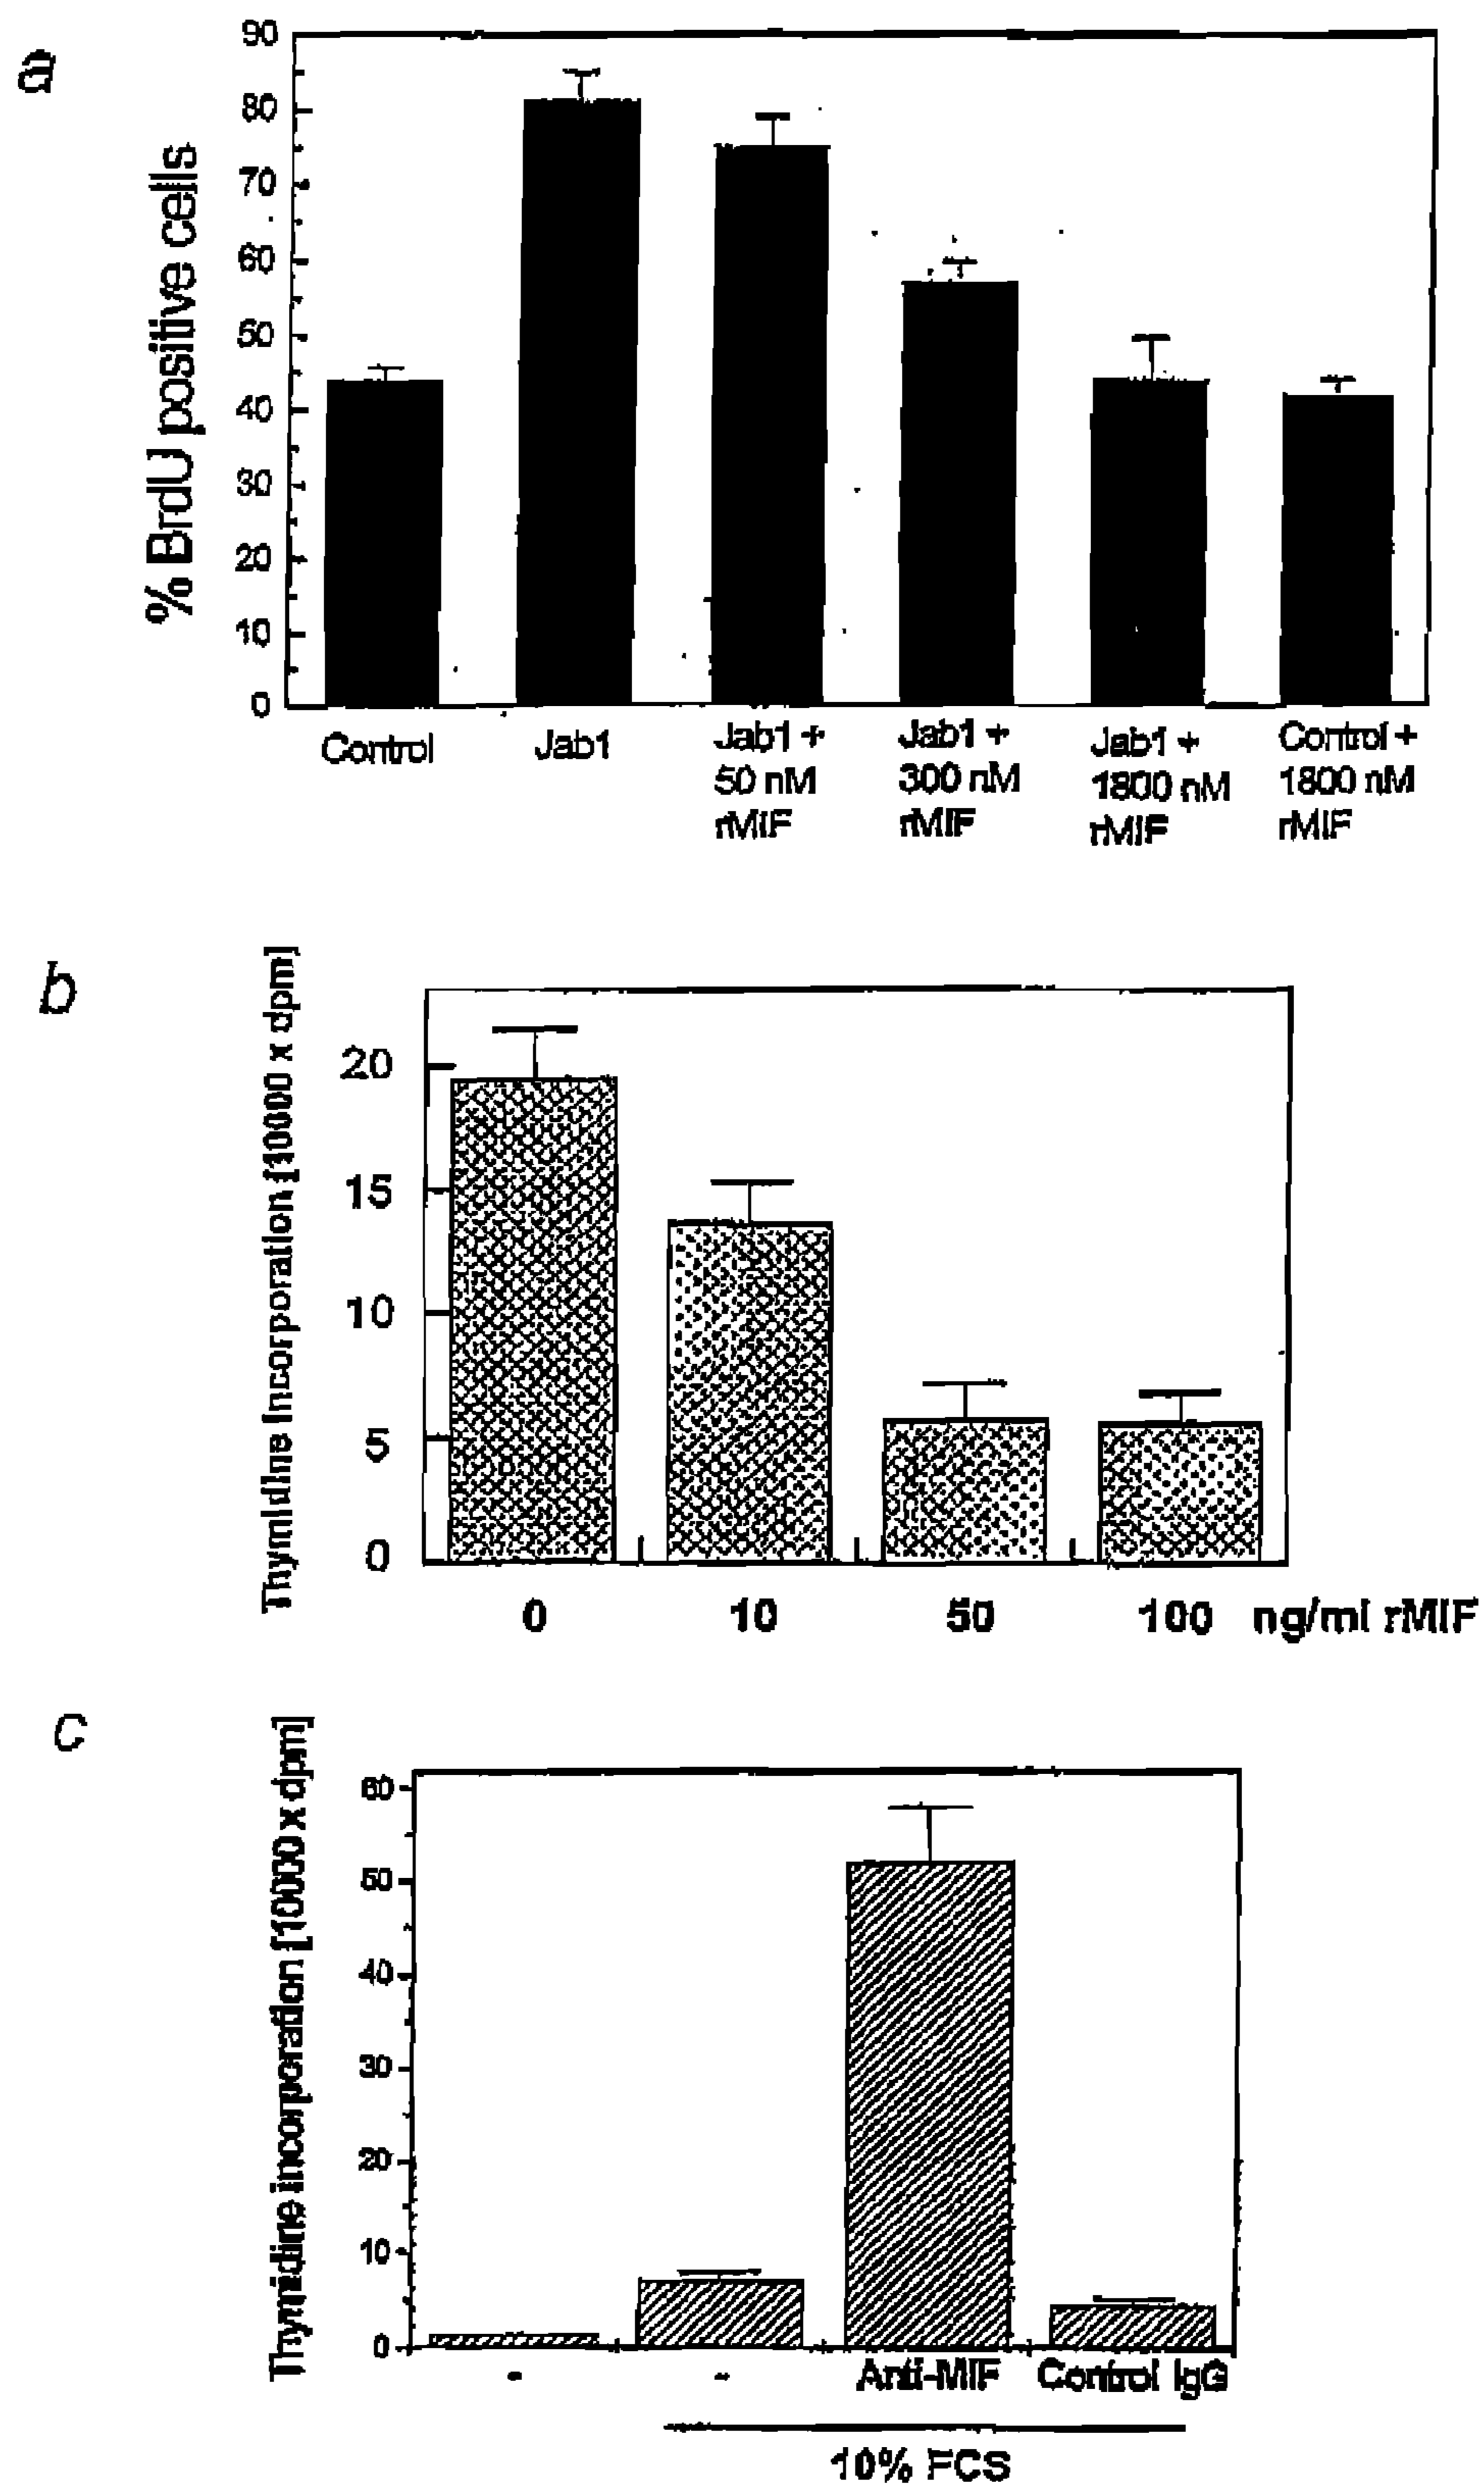 a
% BrdU positive cells
90
80
70
60
50
40
30
20
10
0
Control
Jab1
Jab1 +
50 nM
rMIF
Jab1 +
300 nM
rMIF
Jab1 +
1800 nM
rMIF
Control +
1800 nM
rMIF
b
Thymidine incorporation [1000 x dpm]
20
15
10
5
0
0
10
50
100
ng/ml rMIF
c
Thymidine incorporation [1000 x dpm]
60
50
40
30
20
10
0
-
-
Anti-MIF
Control IgG
10% FCS